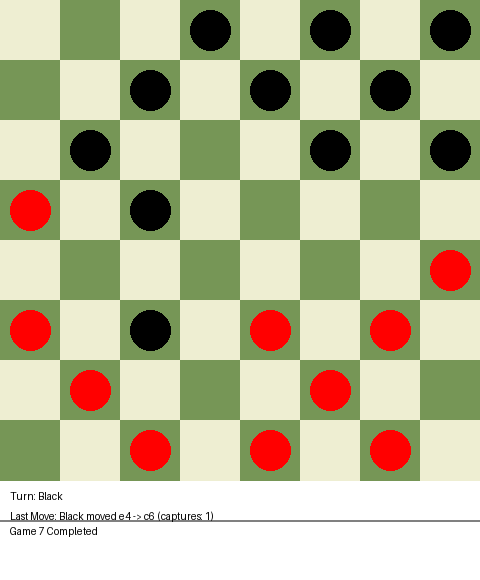 Turn: Black
Last Move: Black moved e4 -> c6 (captures: 1)
Game 7 Completed